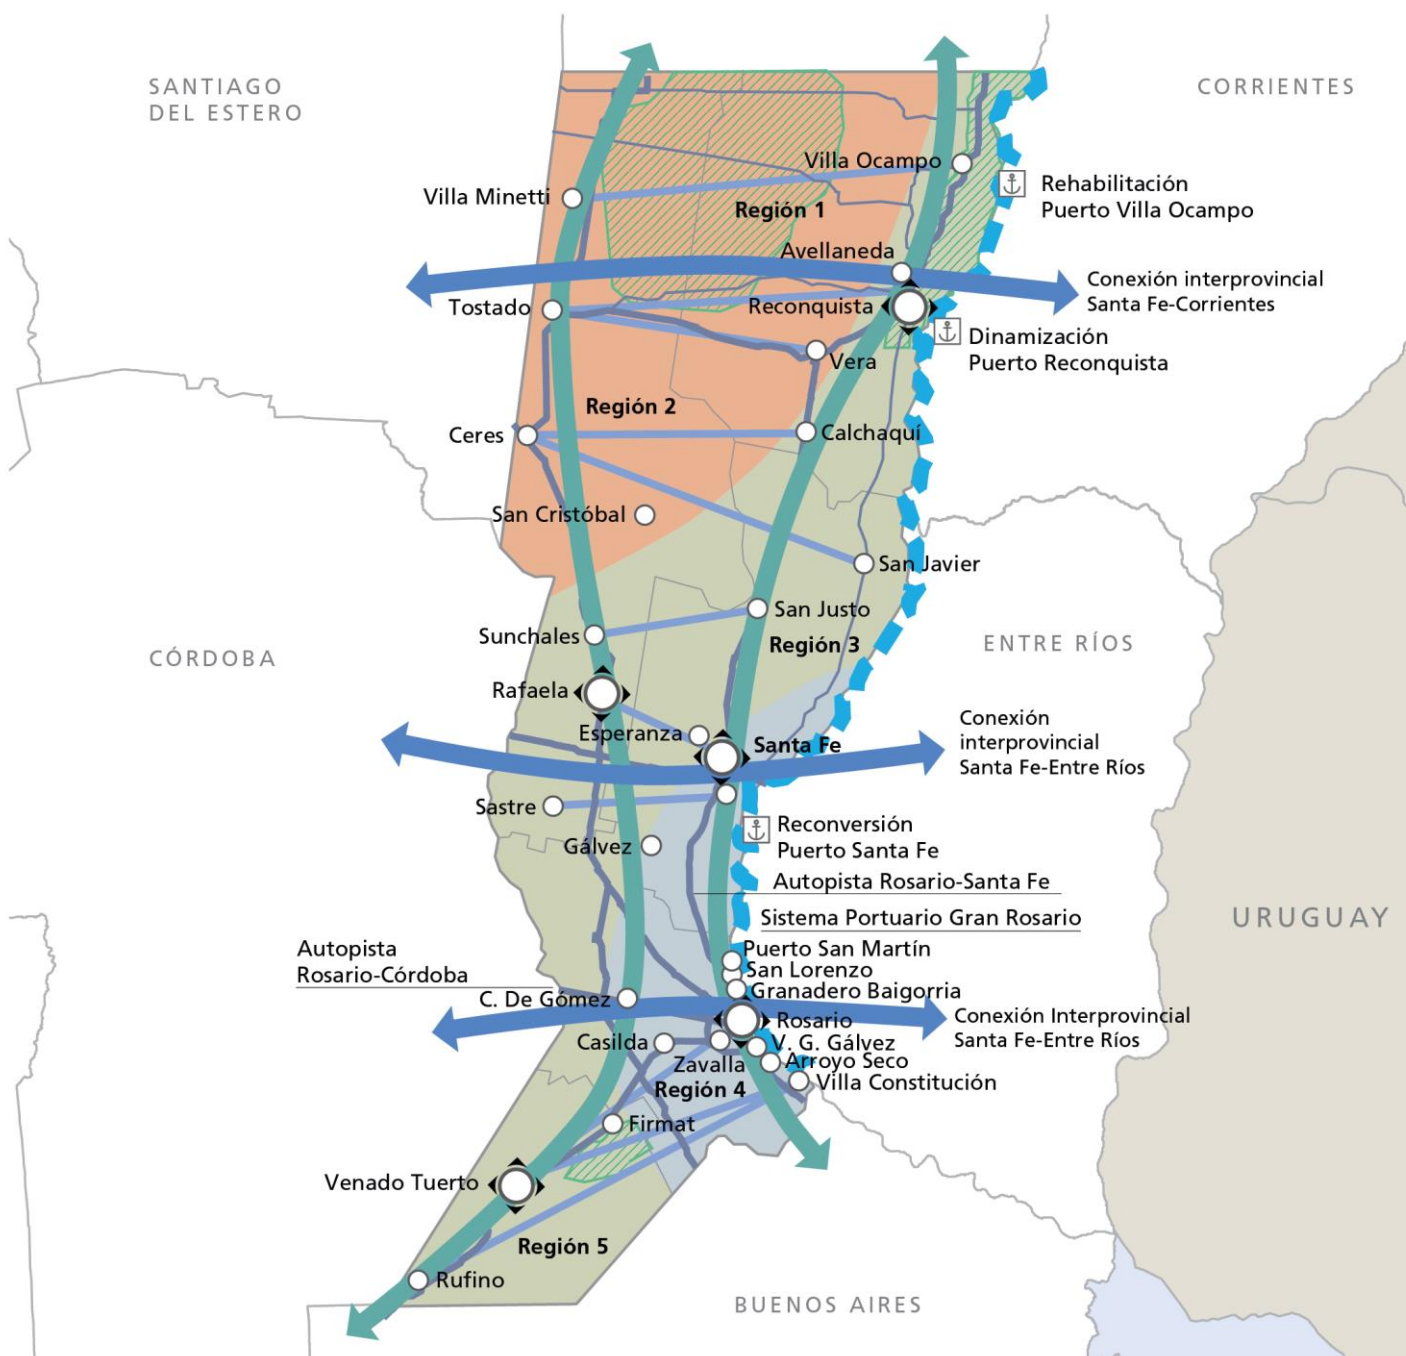 SANTIAGO
DEL ESTERO
CORRIENTES
Villa Ocampo
Rehabilitación
Puerto Villa Ocampo
Villa Minetti
Región 1
Avellaneda
Conexión interprovincial
Santa Fe-Corrientes
Tostado
Reconquista
Dinamización
Puerto Reconquista
Vera
Región 2
Ceres
Calchaquí
San Cristóbal
San Javier
San Justo
Sunchales
Región 3
ENTRE RÍOS
CÓRDOBA
Rafaela
Esperanza
Santa Fe
Conexión
interprovincial
Santa Fe-Entre Ríos
Sastre
Gálvez
Reconversión
Puerto Santa Fe
Autopista Rosario-Santa Fe
Sistema Portuario Gran Rosario
URUGUAY
Autopista
Rosario-Córdoba
Puerto San Martín
San Lorenzo
Granadero Baigorria
C. De Gómez
Rosario
Conexión Interprovincial
Santa Fe-Entre Ríos
Casilda
V. G. Gálvez
Zavalla
Arroyo Seco
Región 4
Villa Constitución
Firmat
Venado Tuerto
Región 5
Rufino
BUENOS AIRES